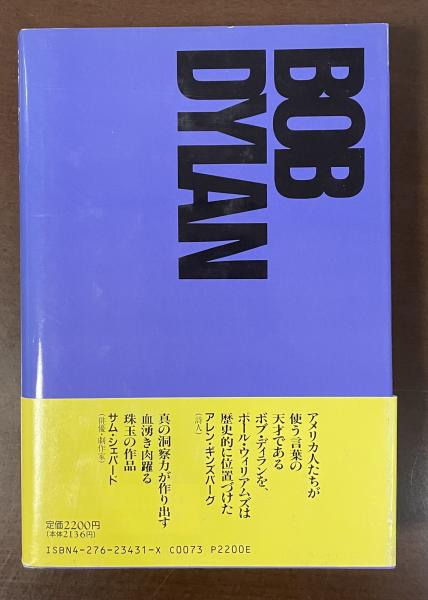 BOB
DYLAN
アメリカ人たちが
使う言葉の
天才である
ボブ・ディランを、
ポール・ウィリアムズは
歴史的に位置づけた
アレン・ギンズバーグ
(詩人)
真の洞察力が作り出す
血湧き肉躍る
珠玉の作品
サム・シェパード
(俳優・劇作家)
定価2200円
(本体2136円)
ISBN4-276-23431-X C0073 P2200E